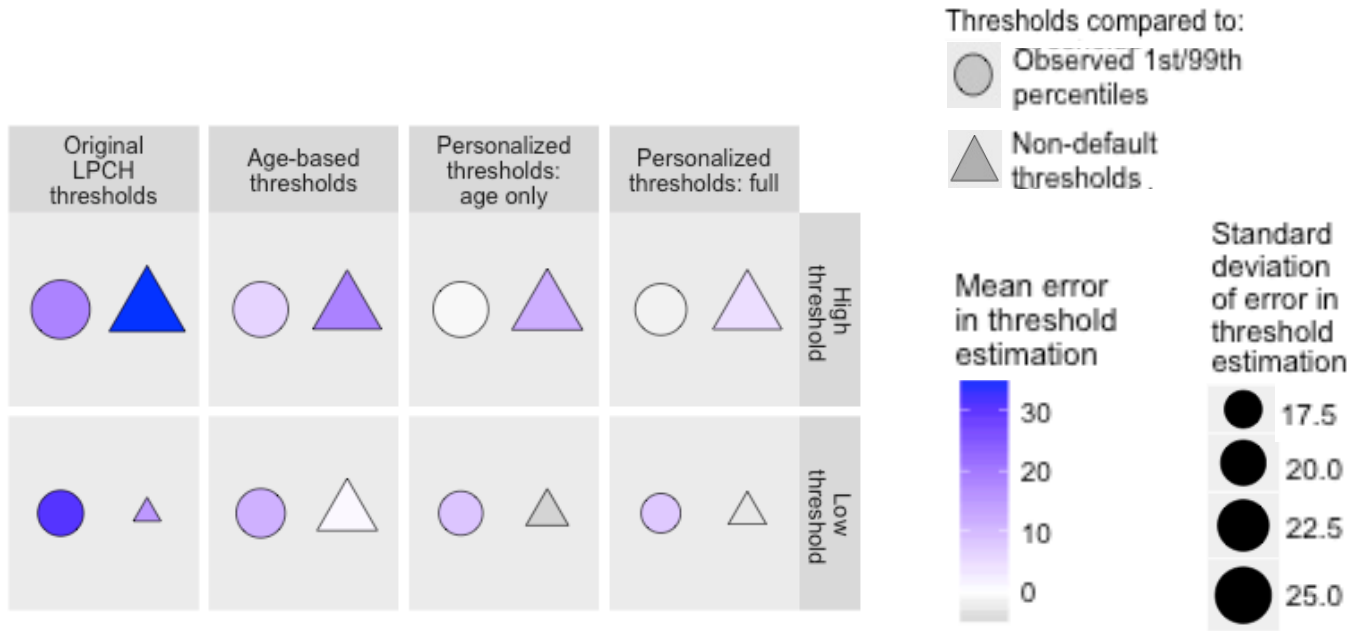 Thresholds compared to:
Observed 1st/99th
percentiles
Non-default
thresholds
Original
LPCH
thresholds
Age-based
thresholds
Personalized
thresholds:
age only
Personalized
thresholds: full
High
threshold
Low
threshold
Mean error
in threshold
estimation
30
20
10
0
Standard
deviation
of error in
threshold
estimation
17.5
20.0
22.5
25.0